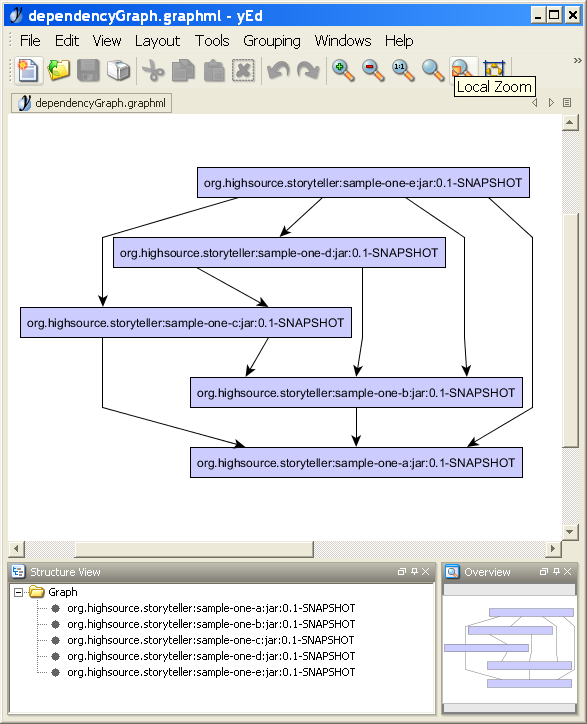 dependencyGraph.graphml - yEd
File Edit View Layout Tools Grouping Windows Help
1:1
Local Zoom
dependencyGraph.graphml
org.highsource.storyteller:sample-one-e:jar:0.1-SNAPSHOT
org.highsource.storyteller:sample-one-d:jar:0.1-SNAPSHOT
org.highsource.storyteller:sample-one-c:jar:0.1-SNAPSHOT
org.highsource.storyteller:sample-one-b:jar:0.1-SNAPSHOT
org.highsource.storyteller:sample-one-a:jar:0.1-SNAPSHOT
Structure View
Overview
Graph
org.highsource.storyteller:sample-one-a:jar:0.1-SNAPSHOT
org.highsource.storyteller:sample-one-b:jar:0.1-SNAPSHOT
org.highsource.storyteller:sample-one-c:jar:0.1-SNAPSHOT
org.highsource.storyteller:sample-one-d:jar:0.1-SNAPSHOT
org.highsource.storyteller:sample-one-e:jar:0.1-SNAPSHOT